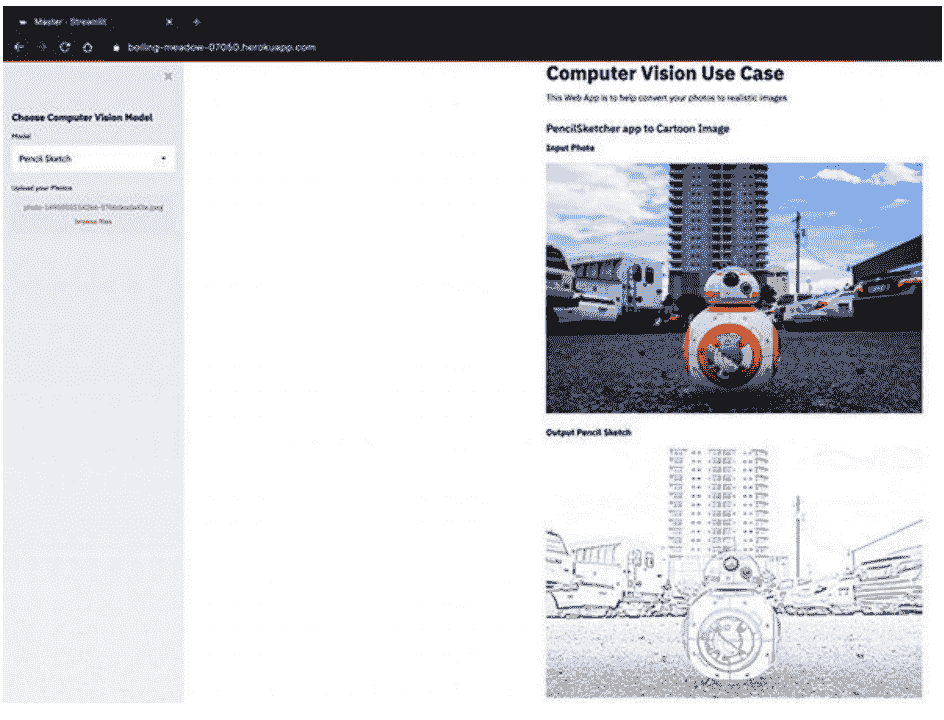 Master · Streamlit
boiling-meadow-07060.herokuapp.com
Choose Computer Vision Model
Model
Pencil Sketch
Upload your Photos
browse files
Computer Vision Use Case
This Web App is to help convert your photos to realistic images
PencilSketcher app to Cartoon Image
Input Photo
Output Pencil Sketch